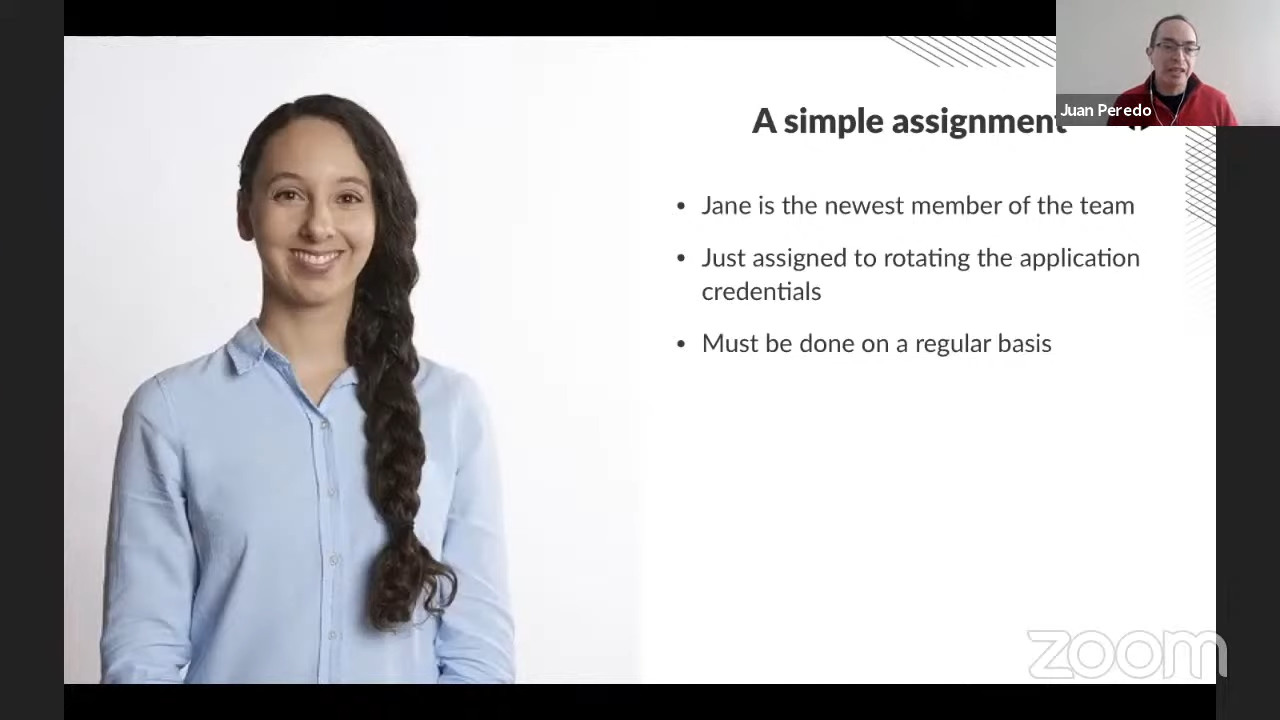 Juan Peredo
A simple assignment
• Jane is the newest member of the team
• Just assigned to rotating the application
credentials
• Must be done on a regular basis
zoom